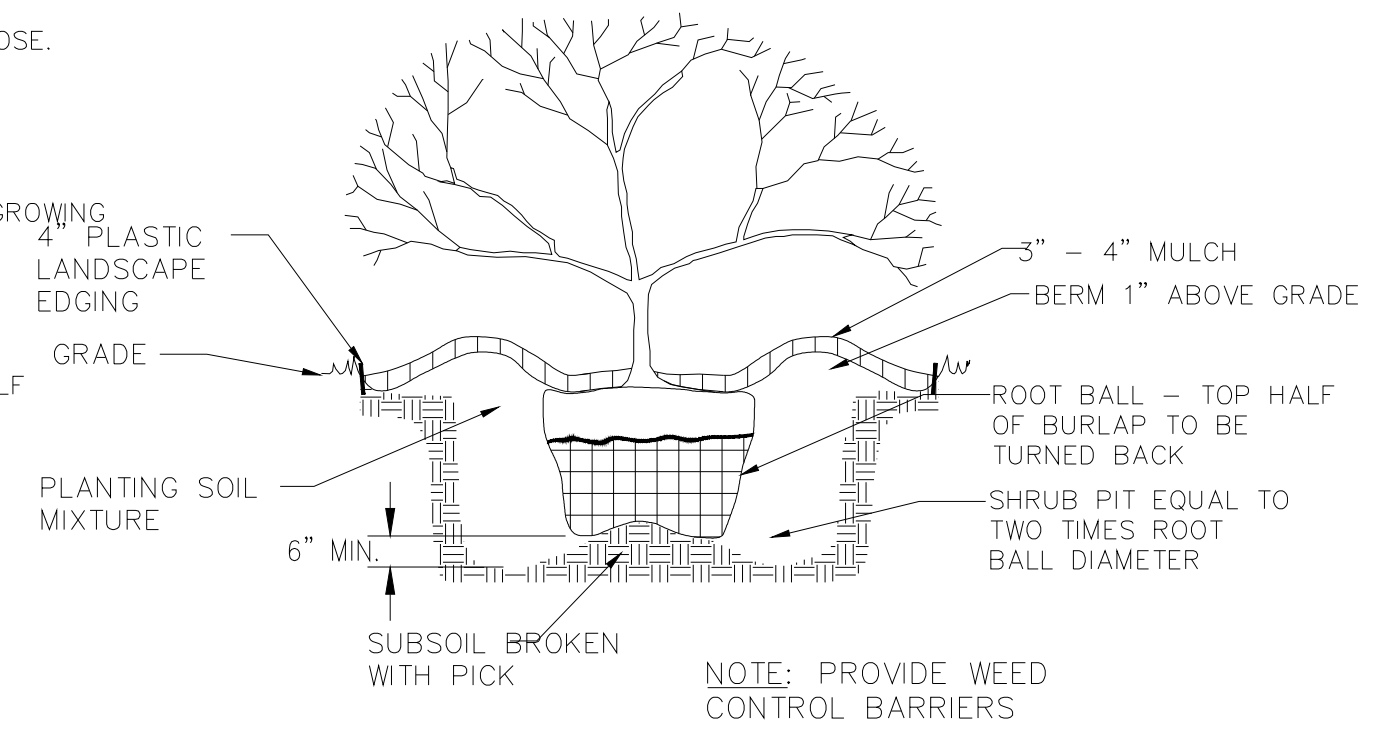 OSE.
GROWING
4” PLASTIC
LANDSCAPE
EDGING
GRADE
LF
PLANTING SOIL
MIXTURE
6” MIN.
SUBSOIL BROKEN
WITH PICK
3” – 4” MULCH
BERM 1” ABOVE GRADE
ROOT BALL – TOP HALF
OF BURLAP TO BE
TURNED BACK
SHRUB PIT EQUAL TO
TWO TIMES ROOT
BALL DIAMETER
NOTE: PROVIDE WEED
CONTROL BARRIERS